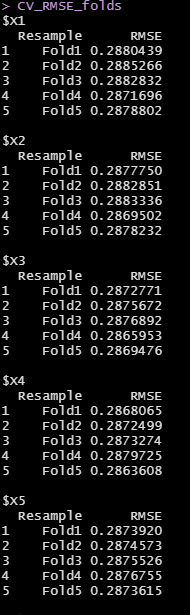 > CV_RMSE_folds
$X1
  Resample      RMSE
1    Fold1 0.2880439
2    Fold2 0.2885266
3    Fold3 0.2882832
4    Fold4 0.2871696
5    Fold5 0.2878802

$X2
  Resample      RMSE
1    Fold1 0.2877750
2    Fold2 0.2882851
3    Fold3 0.2883336
4    Fold4 0.2869502
5    Fold5 0.2878232

$X3
  Resample      RMSE
1    Fold1 0.2872771
2    Fold2 0.2875672
3    Fold3 0.2876892
4    Fold4 0.2865953
5    Fold5 0.2869476

$X4
  Resample      RMSE
1    Fold1 0.2868065
2    Fold2 0.2872499
3    Fold3 0.2873274
4    Fold4 0.2879725
5    Fold5 0.2863608

$X5
  Resample      RMSE
1    Fold1 0.2873920
2    Fold2 0.2874573
3    Fold3 0.2875526
4    Fold4 0.2876755
5    Fold5 0.2873615